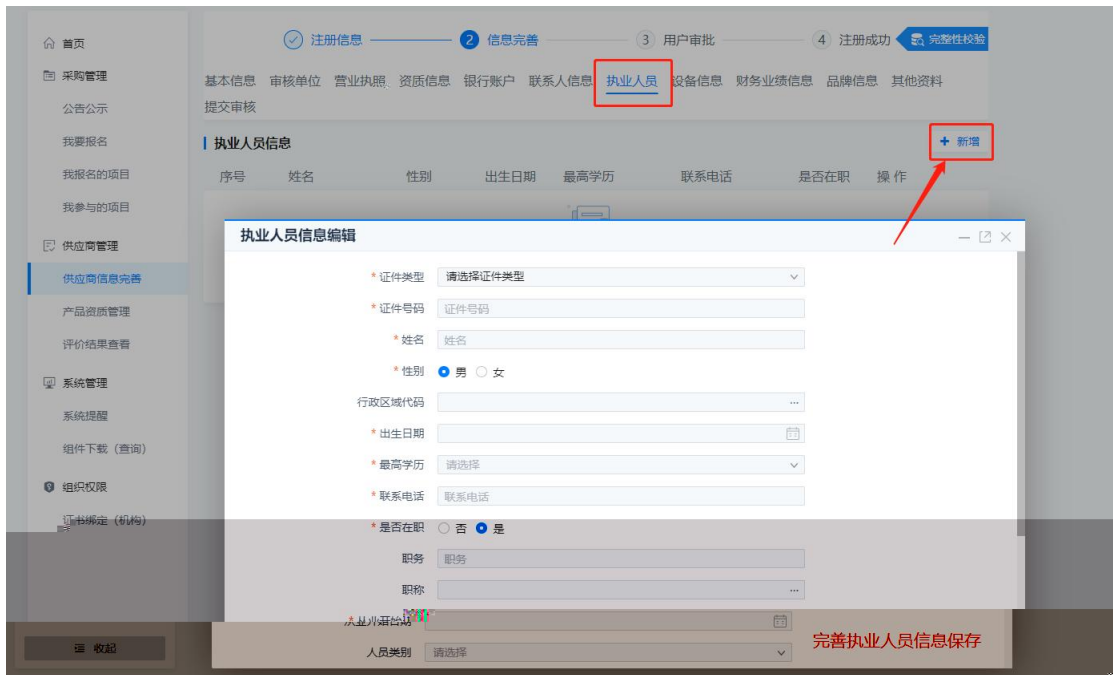 首页
采购管理
公告公示
我要报名
我报名的项目
我参与的项目
供应商管理
供应商信息完善
产品资质管理
评价结果查看
系统管理
系统提醒
组件下载（查询）
组织权限
证书绑定（机构）
收起
注册信息 2 信息完善 3 用户审批 4 注册成功 完整性校验
基本信息 审核单位 营业执照 资质信息 银行账户 联系人信息 执业人员 设备信息 财务业绩信息 品牌信息 其他资料
提交审核
执业人员信息 + 新增
序号 姓名 性别 出生日期 最高学历 联系电话 是否在职 操作
执业人员信息编辑
* 证件类型 请选择证件类型
* 证件号码 证件号码
* 姓名 姓名
* 性别 男 女
行政区域代码 ...
* 出生日期
* 最高学历 请选择
* 联系电话 联系电话
* 是否在职 否 是
职务 职务
职称 ...
人员类别 请选择
完善执业人员信息保存